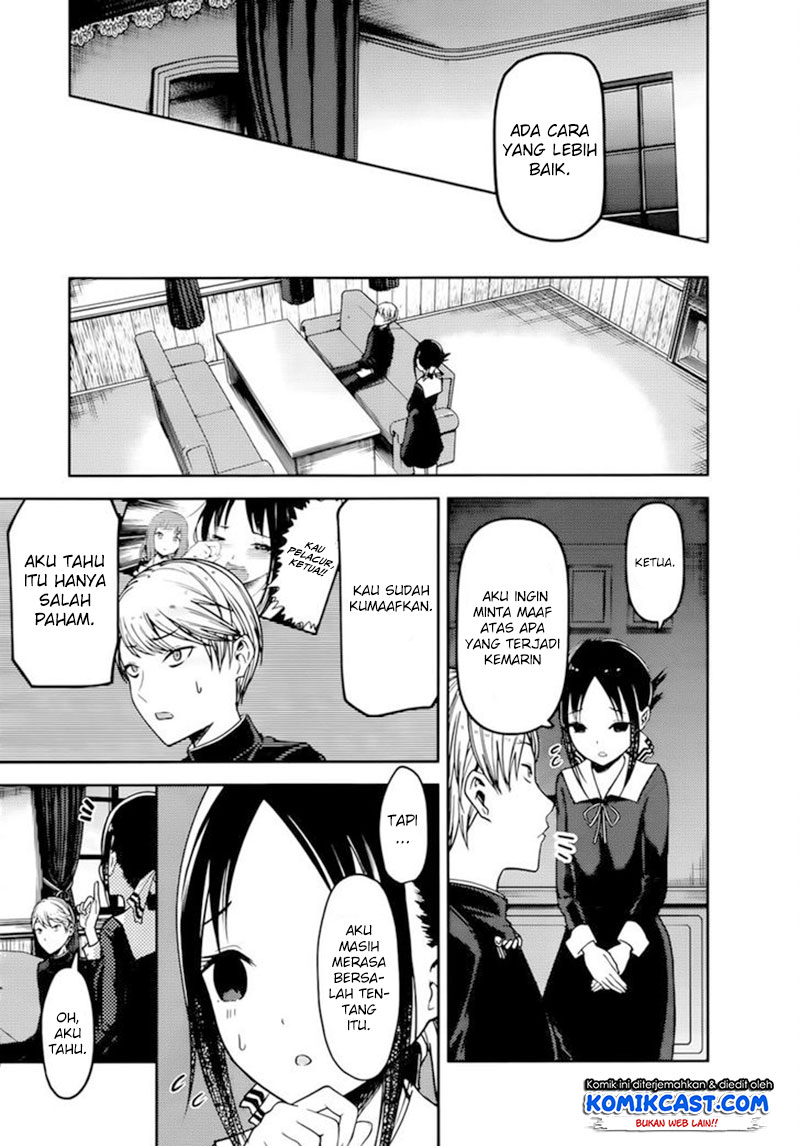 ADA CARA
YANG LEBIH
BAIK.
KETUA.
AKU INGIN
MINTA MAAF
ATAS APA
YANG TERJADI
KEMARIN
KAU SUDAH
KUMAAFKAN.
KAU
PELACUR,
KETUA!!
AKU TAHU
ITU HANYA
SALAH
PAHAM.
TAPI
...
AKU
MASIH
MERASA
BERSA-
LAH TEN-
TANG
ITU.
OH,
AKU
TAHU.
Komik ini diterjemahkan & diedit oleh
KOMIKCAST.COM
BUKAN WEB LAIN!!